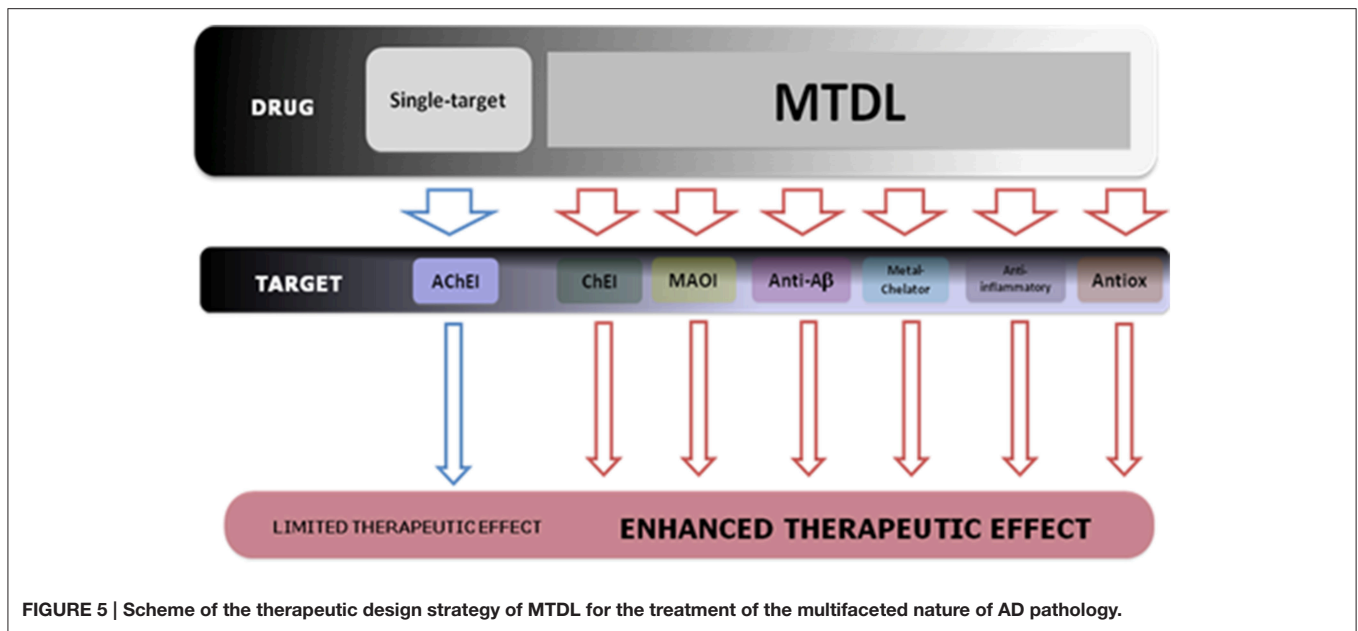 DRUG
Single-target
MTDL
TARGET
AChEI
ChEI
MAOI
Anti-Aβ
Metal-
Chelator
Anti-
inflammatory
Antiox
LIMITED THERAPEUTIC EFFECT
ENHANCED THERAPEUTIC EFFECT
FIGURE 5 | Scheme of the therapeutic design strategy of MTDL for the treatment of the multifaceted nature of AD pathology.